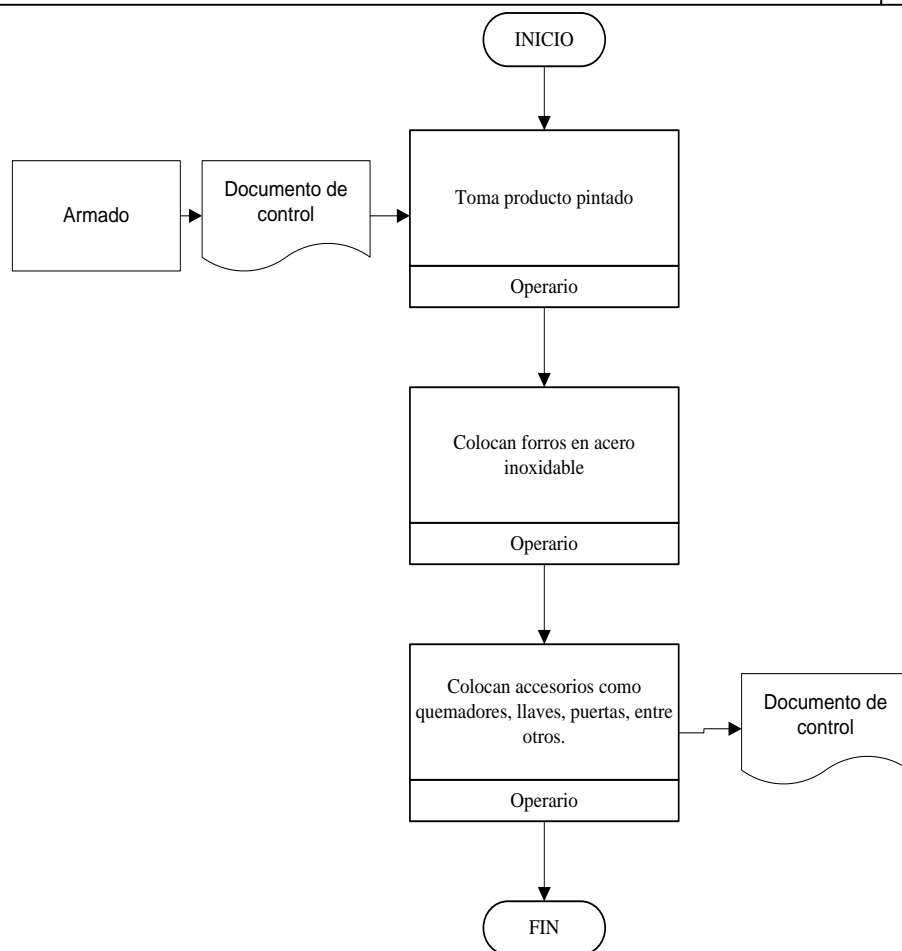 INICIO
Toma producto pintado
Operario
Armado
Documento de
control
Colocan forros en acero
inoxidable
Operario
Colocan accesorios como
quemadores, llaves, puertas, entre
otros.
Operario
Documento de
control
FIN